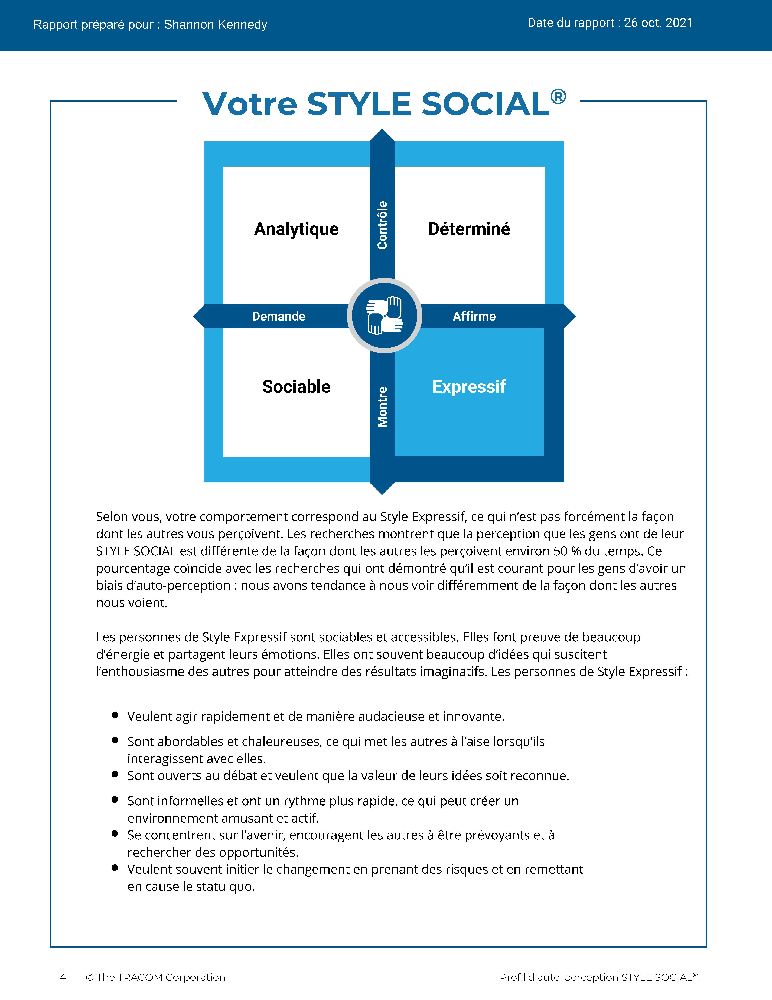 Rapport préparé pour : Shannon Kennedy
Date du rapport : 26 oct. 2021
Votre STYLE SOCIAL®
Contrôle
Analytique
Déterminé
Demande
Affirme
Sociable
Expressif
Montre
Selon vous, votre comportement correspond au Style Expressif, ce qui n’est pas forcément la façon
dont les autres vous perçoivent. Les recherches montrent que la perception que les gens ont de leur
STYLE SOCIAL est différente de la façon dont les autres les perçoivent environ 50 % du temps. Ce
pourcentage coïncide avec les recherches qui ont démontré qu’il est courant pour les gens d’avoir un
biais d’auto-perception : nous avons tendance à nous voir différemment de la façon dont les autres
nous voient.
Les personnes de Style Expressif sont sociables et accessibles. Elles font preuve de beaucoup
d’énergie et partagent leurs émotions. Elles ont souvent beaucoup d’idées qui suscitent
l’enthousiasme des autres pour atteindre des résultats imaginatifs. Les personnes de Style Expressif :
● Veulent agir rapidement et de manière audacieuse et innovante.
● Sont abordables et chaleureuses, ce qui met les autres à l’aise lorsqu’ils
interagissent avec elles.
● Sont ouverts au débat et veulent que la valeur de leurs idées soit reconnue.
● Sont informelles et ont un rythme plus rapide, ce qui peut créer un
environnement amusant et actif.
● Se concentrent sur l’avenir, encouragent les autres à être prévoyants et à
rechercher des opportunités.
● Veulent souvent initier le changement en prenant des risques et en remettant
en cause le statu quo.
4 © The TRACOM Corporation
Profil d’auto-perception STYLE SOCIAL®.